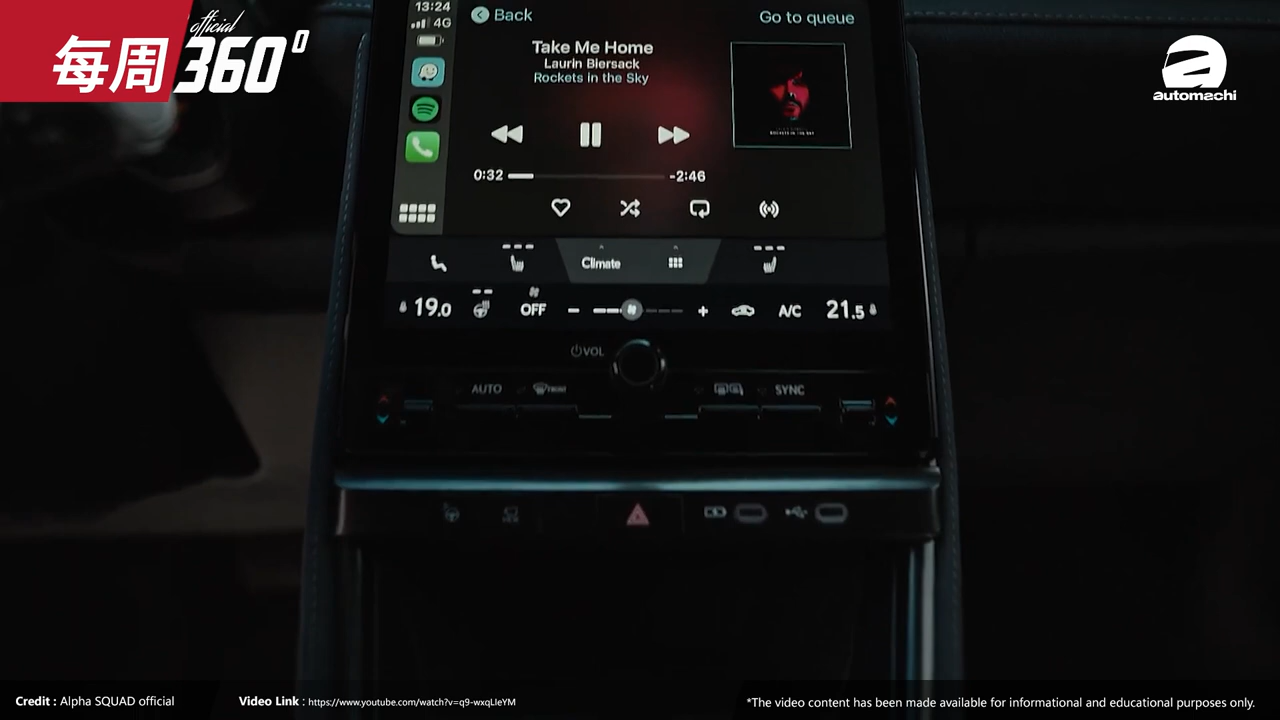 official
每周 360°
automachi
13:24
4G
Back
Go to queue
Take Me Home
Laurin Biersack
Rockets in the Sky
0:32
-2:46
Climate
19.0
OFF
A/C
21.5
VOL
AUTO
FRONT
SYNC
Credit : Alpha SQUAD official
Video Link : https://www.youtube.com/watch?v=q9-wxqLIeYM
*The video content has been made available for informational and educational purposes only.